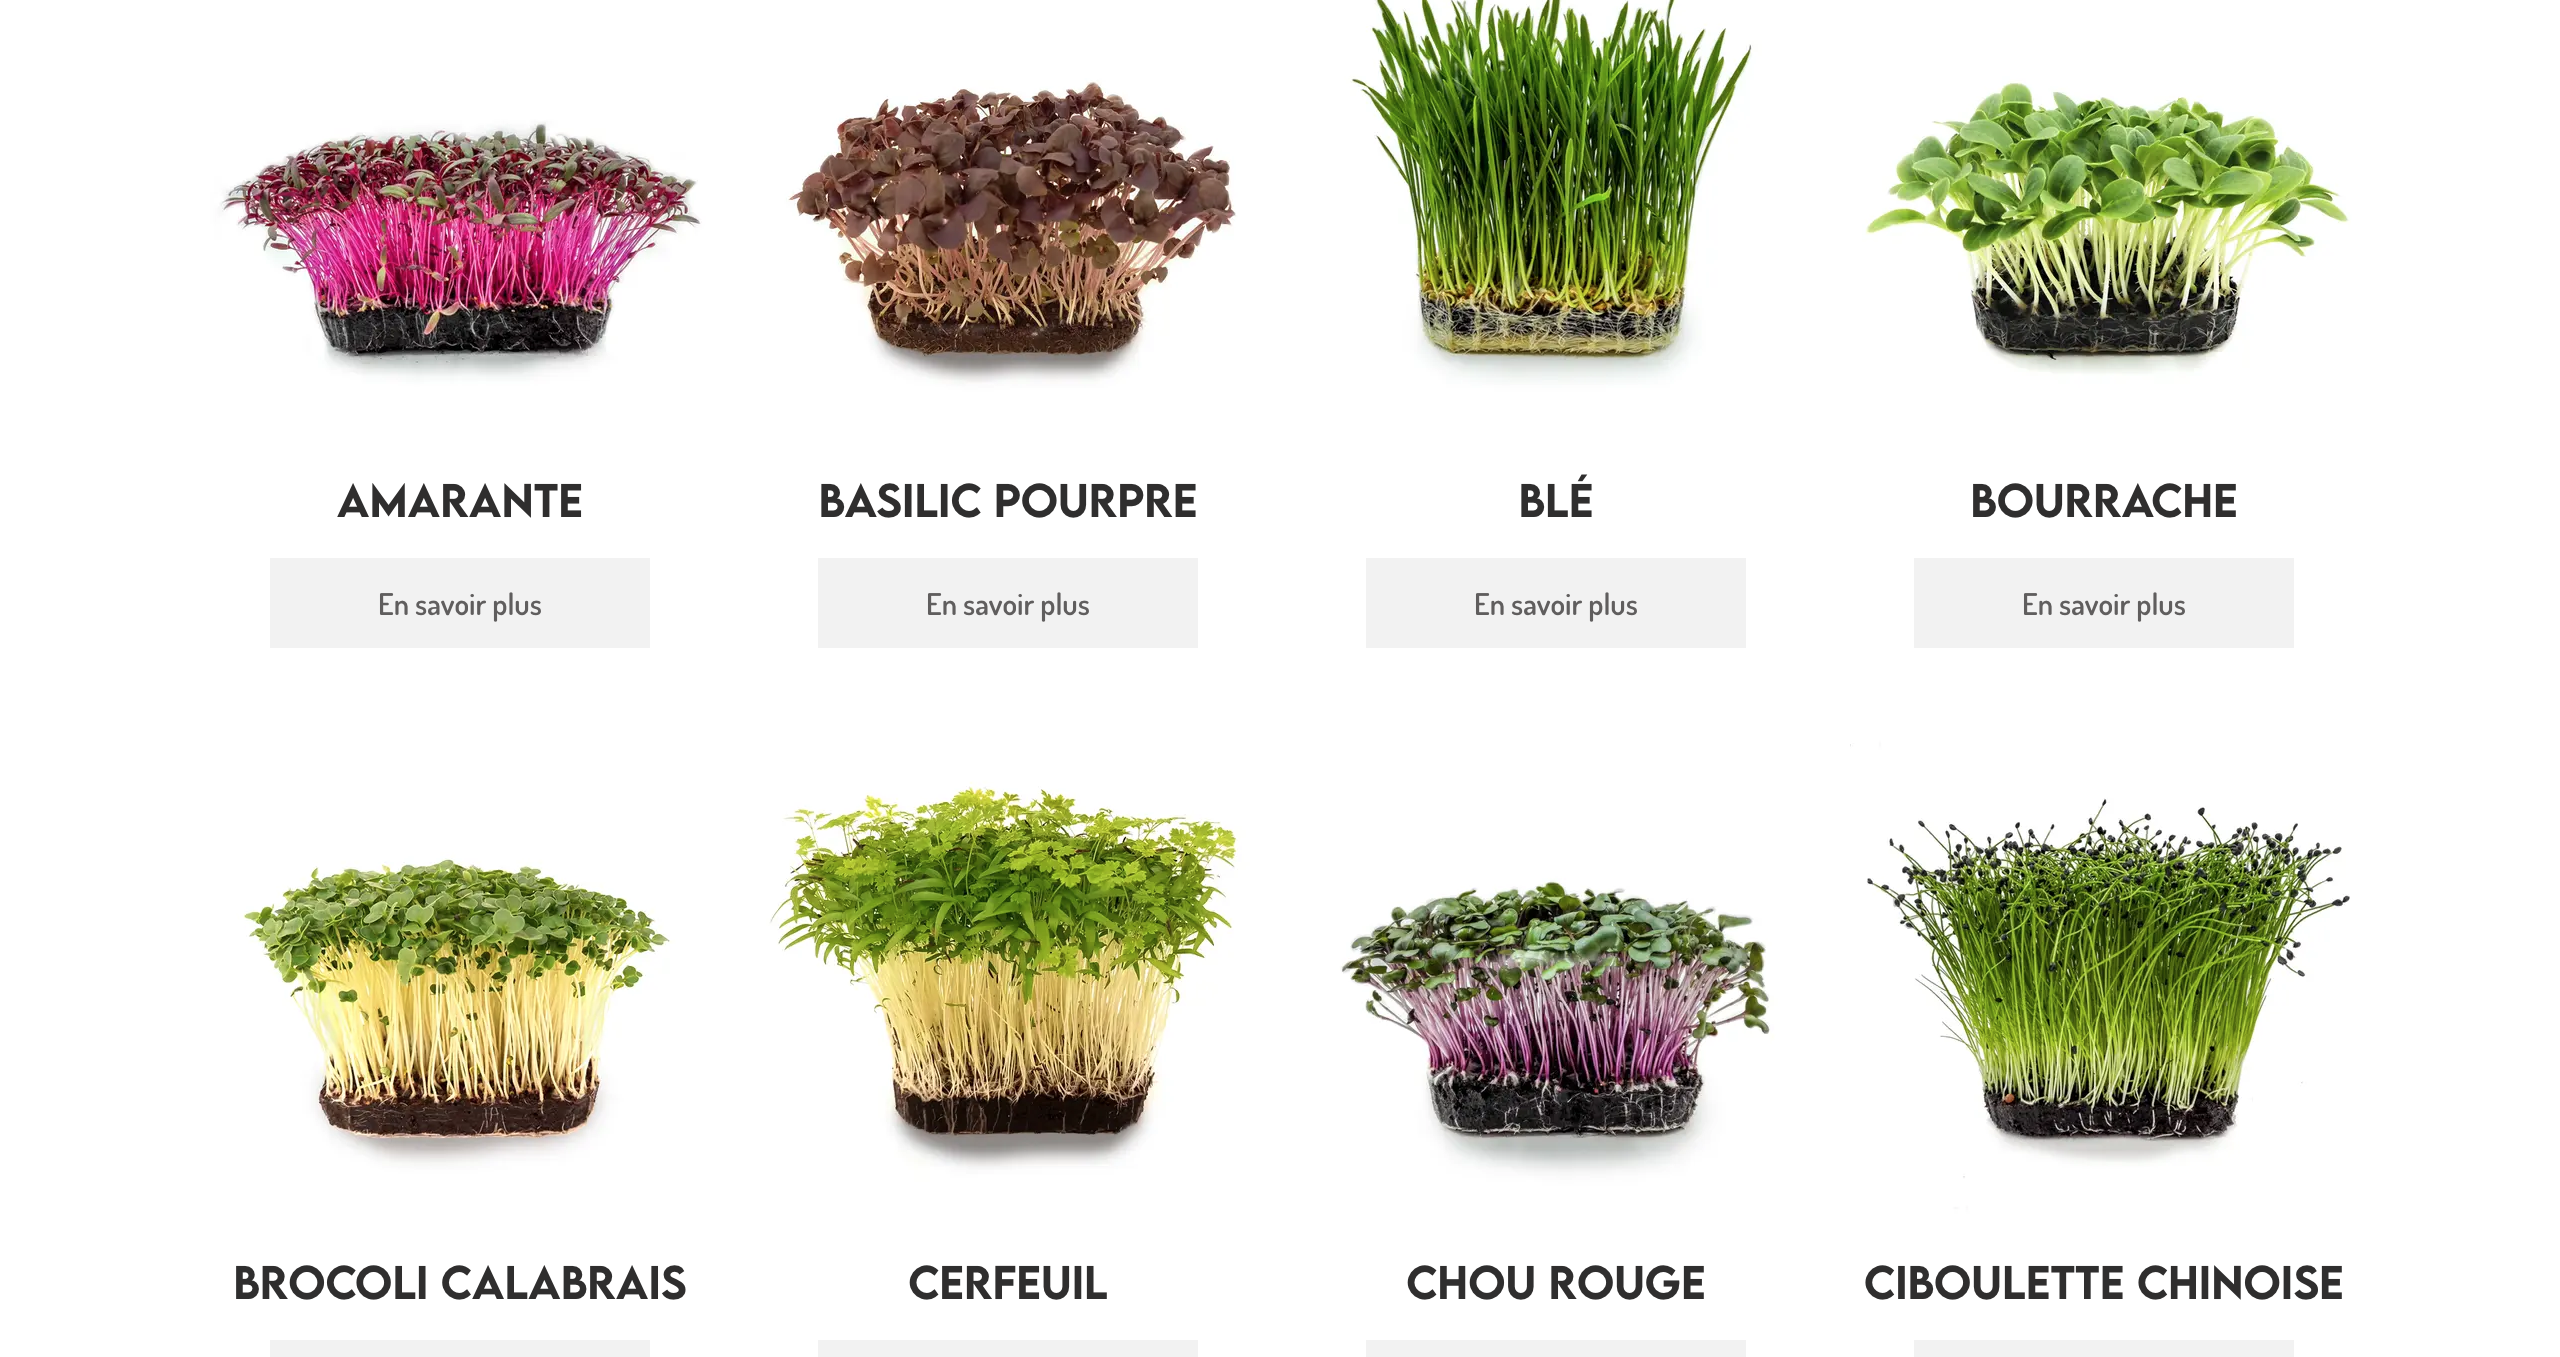 AMARANTE
BASILIC POURPRE
BLÉ
BOURRACHE
En savoir plus
En savoir plus
En savoir plus
En savoir plus
BROCOLI CALABRAIS
CERFEUIL
CHOU ROUGE
CIBOULETTE CHINOISE